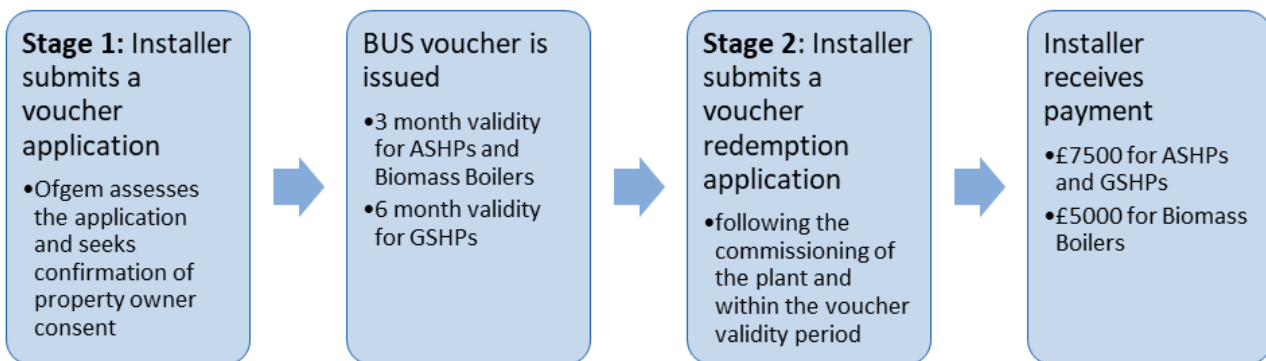 Stage 1: Installer
submits a
voucher
application
•Ofgem assesses
the application
and seeks
confirmation of
property owner
consent
BUS voucher is
issued
•3 month validity
for ASHPs and
Biomass Boilers
•6 month validity
for GSHPs
Stage 2: Installer
submits a
voucher
redemption
application
•following the
commissioning of
the plant and
within the voucher
validity period
Installer
receives
payment
•£7500 for ASHPs
and GSHPs
•£5000 for Biomass
Boilers